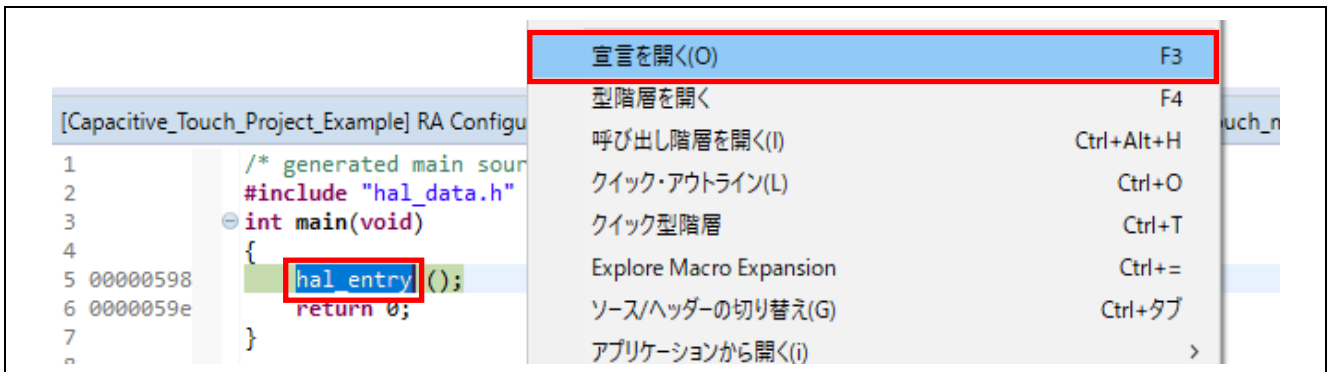 宣言を開く(O) F3
型階層を開く F4
[Capacitive_Touch_Project_Example] RA Configu
呼び出し階層を開く(I) Ctrl+Alt+H
uch_m
1 /* generated main sour
クイック・アウトライン(L) Ctrl+O
2 #include "hal_data.h"
3 int main(void)
クイック型階層 Ctrl+T
4 {
5 00000598 hal_entry ();
Explore Macro Expansion Ctrl+=
6 0000059e return 0;
ソース/ヘッダーの切り替え(G) Ctrl+タブ
7 }
アプリケーションから開く(i) >